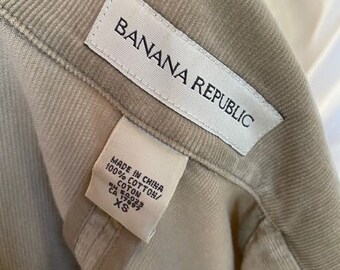 BANANA REPUBLIC
MADE IN CHINA
100% COTTON/
COTON
XS